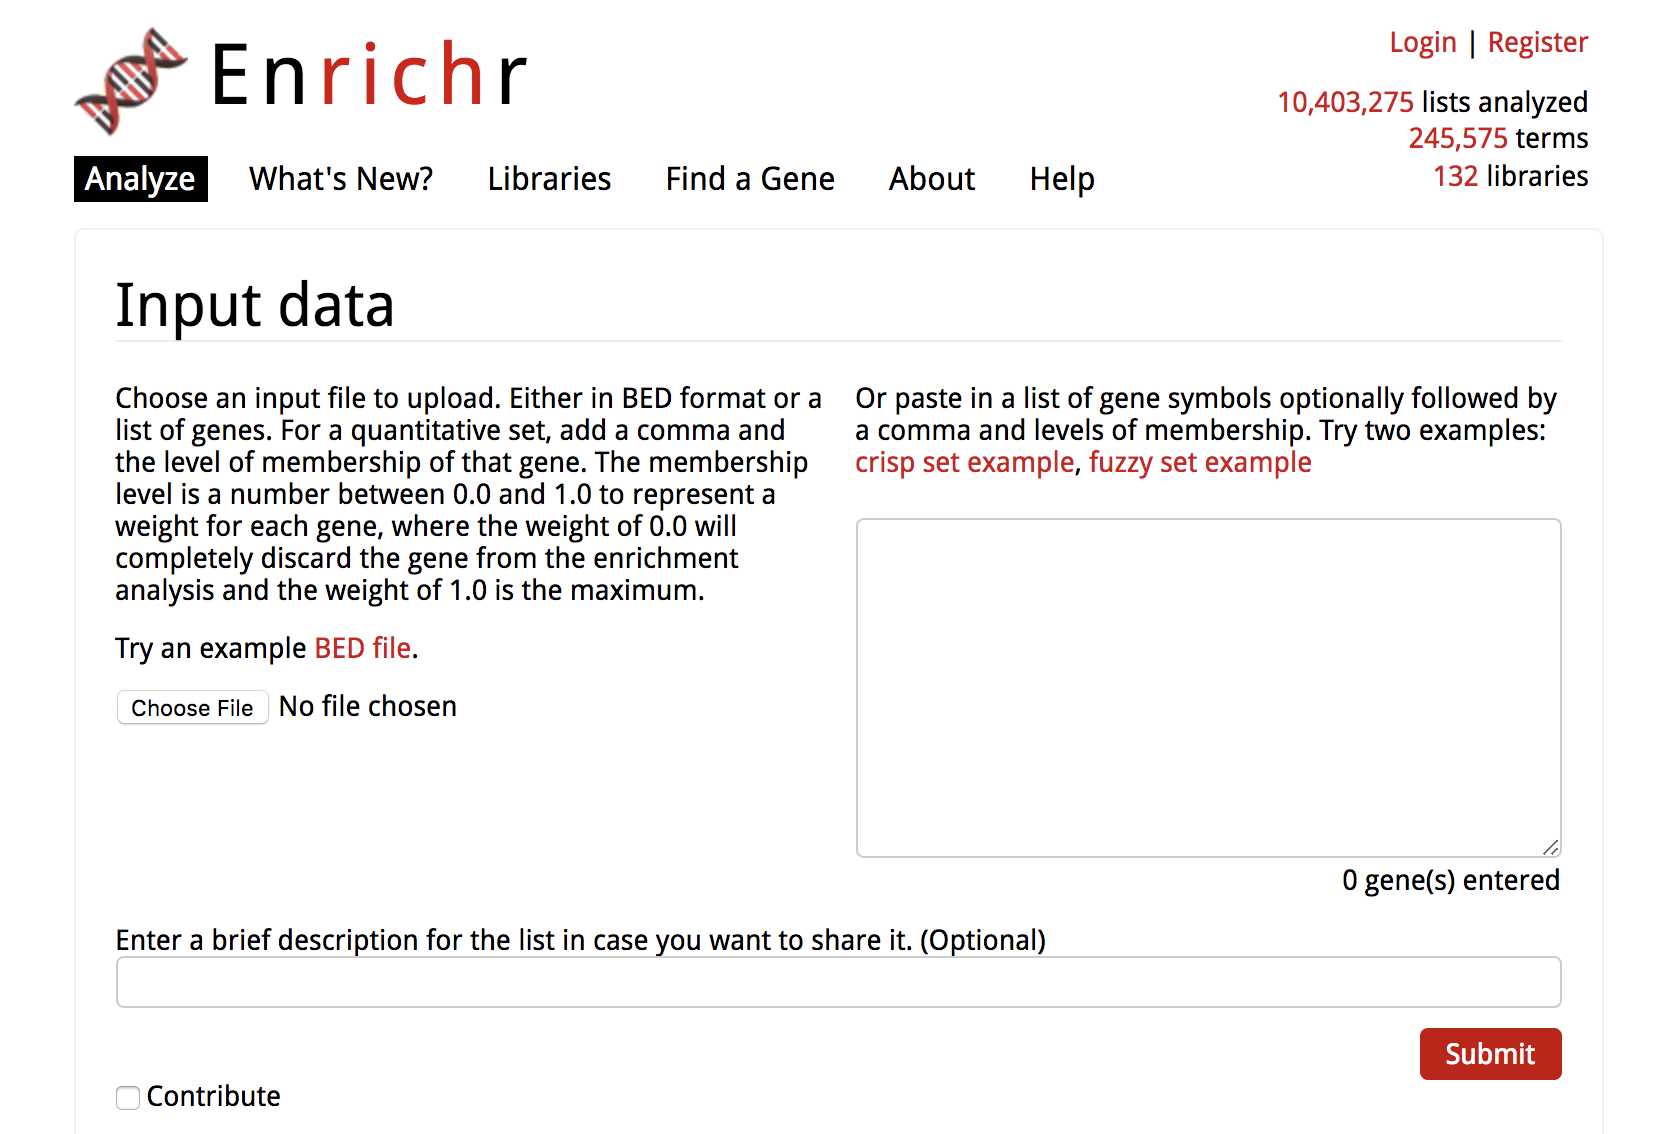 Enrichr
Login | Register
10,403,275 lists analyzed
245,575 terms
132 libraries
Analyze What's New? Libraries Find a Gene About Help
Input data
Choose an input file to upload. Either in BED format or a
list of genes. For a quantitative set, add a comma and
the level of membership of that gene. The membership
level is a number between 0.0 and 1.0 to represent a
weight for each gene, where the weight of 0.0 will
completely discard the gene from the enrichment
analysis and the weight of 1.0 is the maximum.
Try an example BED file.
Choose File No file chosen
Or paste in a list of gene symbols optionally followed by
a comma and levels of membership. Try two examples:
crisp set example, fuzzy set example
0 gene(s) entered
Enter a brief description for the list in case you want to share it. (Optional)
Submit
Contribute